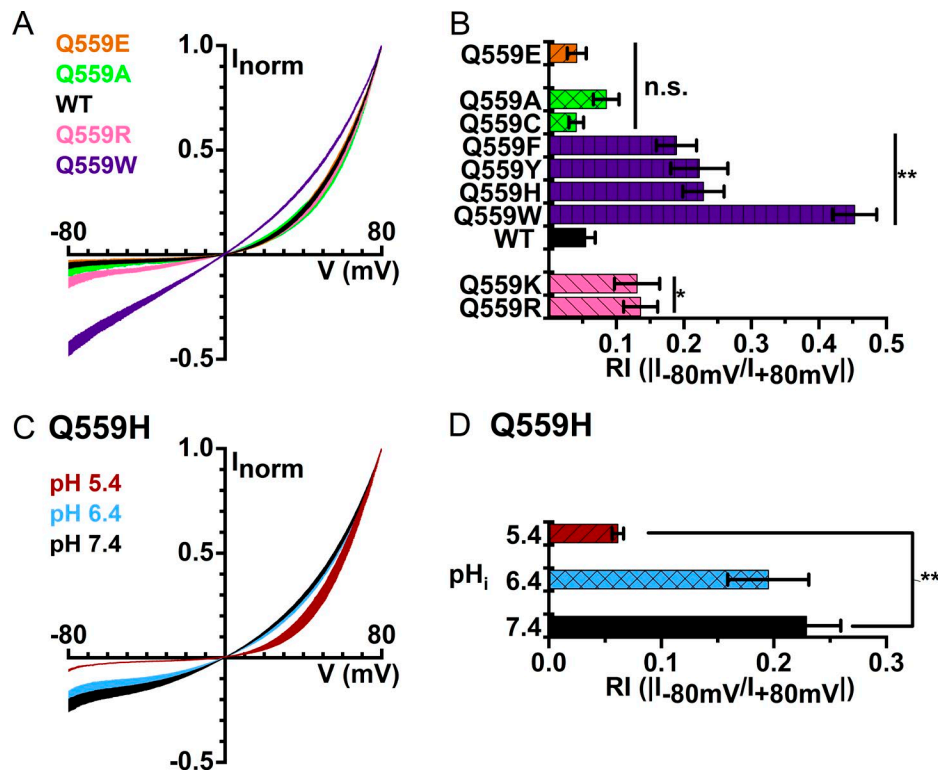 A
Q559E
Q559A
WT
Q559R
Q559W
Inorm
1.0
0.5
-80
80
V (mV)
-0.5
B
Q559E
Q559A
Q559C
Q559F
Q559Y
Q559H
Q559W
WT
Q559K
Q559R
n.s.
**
*
0.1 0.2 0.3 0.4 0.5
RI (|I-80mV/I+80mV|)
C Q559H
pH 5.4
pH 6.4
pH 7.4
Inorm
1.0
0.5
-80
80
V (mV)
-0.5
D Q559H
5.4
pHi 6.4
7.4
**
0.0 0.1 0.2 0.3
RI (|I-80mV/I+80mV|)